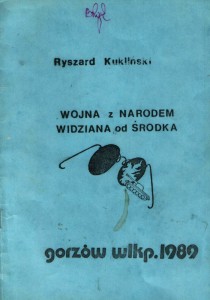 Ryszard Kukliński
WOJNA z NARODEM
WIDZIANA od ŚRODKA
gorzów wlkp.1989